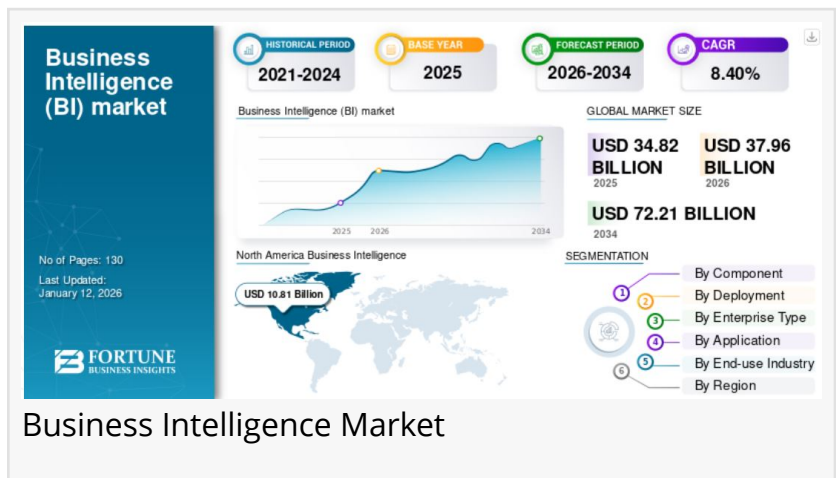 Business
Intelligence
(BI) market
No of Pages: 130
Last Updated:
January 12, 2026
FORTUNE
BUSINESS INSIGHTS
HISTORICAL PERIOD
2021-2024
BASE YEAR
2025
FORECAST PERIOD
2026-2034
CAGR
8.40%
Business Intelligence (BI) market
2025 2026 2034
GLOBAL MARKET SIZE
USD 34.82
BILLION
2025
USD 37.96
BILLION
2026
USD 72.21 BILLION
2034
North America Business Intelligence
USD 10.81 Billion
SEGMENTATION
1 By Component
2 By Deployment
3 By Enterprise Type
4 By Application
5 By End-use Industry
6 By Region
Business Intelligence Market